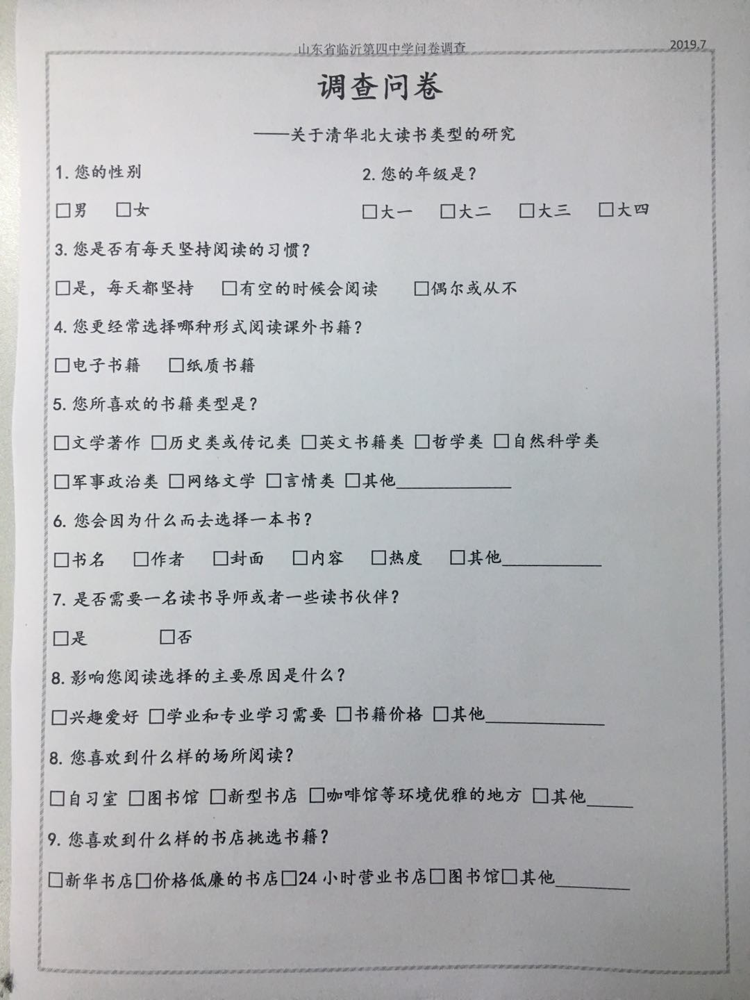 山东省临沂第四中学问卷调查 2019.7
调查问卷
——关于清华北大读书类型的研究
1.您的性别 2.您的年级是？
□男 □女 □大一 □大二 □大三 □大四
3.您是否有每天坚持阅读的习惯？
□是，每天都坚持 □有空的时候会阅读 □偶尔或从不
4.您更经常选择哪种形式阅读课外书籍？
□电子书籍 □纸质书籍
5.您所喜欢的书籍类型是？
□文学著作 □历史类或传记类 □英文书籍类 □哲学类 □自然科学类
□军事政治类 □网络文学 □言情类 □其他____________
6.您会因为什么而去选择一本书？
□书名 □作者 □封面 □内容 □热度 □其他___________
7.是否需要一名读书导师或者一些读书伙伴？
□是 □否
8.影响您阅读选择的主要原因是什么？
□兴趣爱好 □学业和专业学习需要 □书籍价格 □其他____________
8.您喜欢到什么样的场所阅读？
□自习室 □图书馆 □新型书店 □咖啡馆等环境优雅的地方 □其他_____
9.您喜欢到什么样的书店挑选书籍？
□新华书店□价格低廉的书店□24小时营业书店□图书馆□其他________